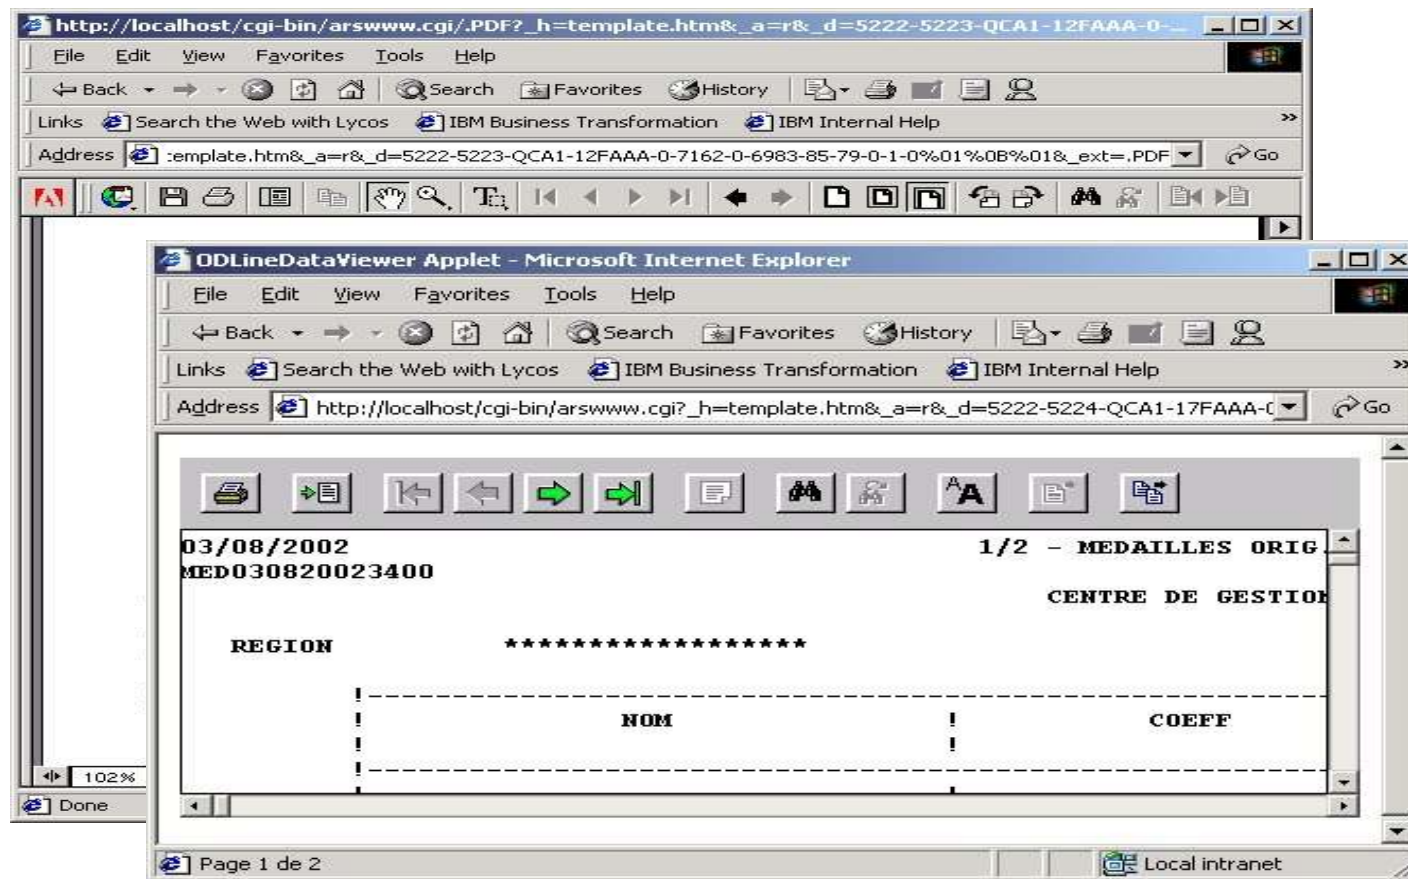 http://localhost/cgi-bin/arswww.cgi/.PDF?_h=template.htm&_a=r&_d=5222-5223-QCA1-12FAAA-0-...
File Edit View Favorites Tools Help
Back Search Favorites History
Links Search the Web with Lycos IBM Business Transformation IBM Internal Help »
Address :emplate.htm&_a=r&_d=5222-5223-QCA1-12FAAA-0-7162-0-6983-85-79-0-1-0%01%0B%01&_ext=.PDF Go
ODLineDataViewer Applet - Microsoft Internet Explorer
File Edit View Favorites Tools Help
Back Search Favorites History
Links Search the Web with Lycos IBM Business Transformation IBM Internal Help »
Address http://localhost/cgi-bin/arswww.cgi?_h=template.htm&_a=r&_d=5222-5224-QCA1-17FAAA-( Go
03/08/2002 1/2 - MEDAILLES ORIG.
MED030820023400
CENTRE DE GESTION
REGION ******************
!---------------------------------------------------------
! NOM ! COEFF
! !
!---------------------------------------------------------
102%
Done
Page 1 de 2 Local intranet